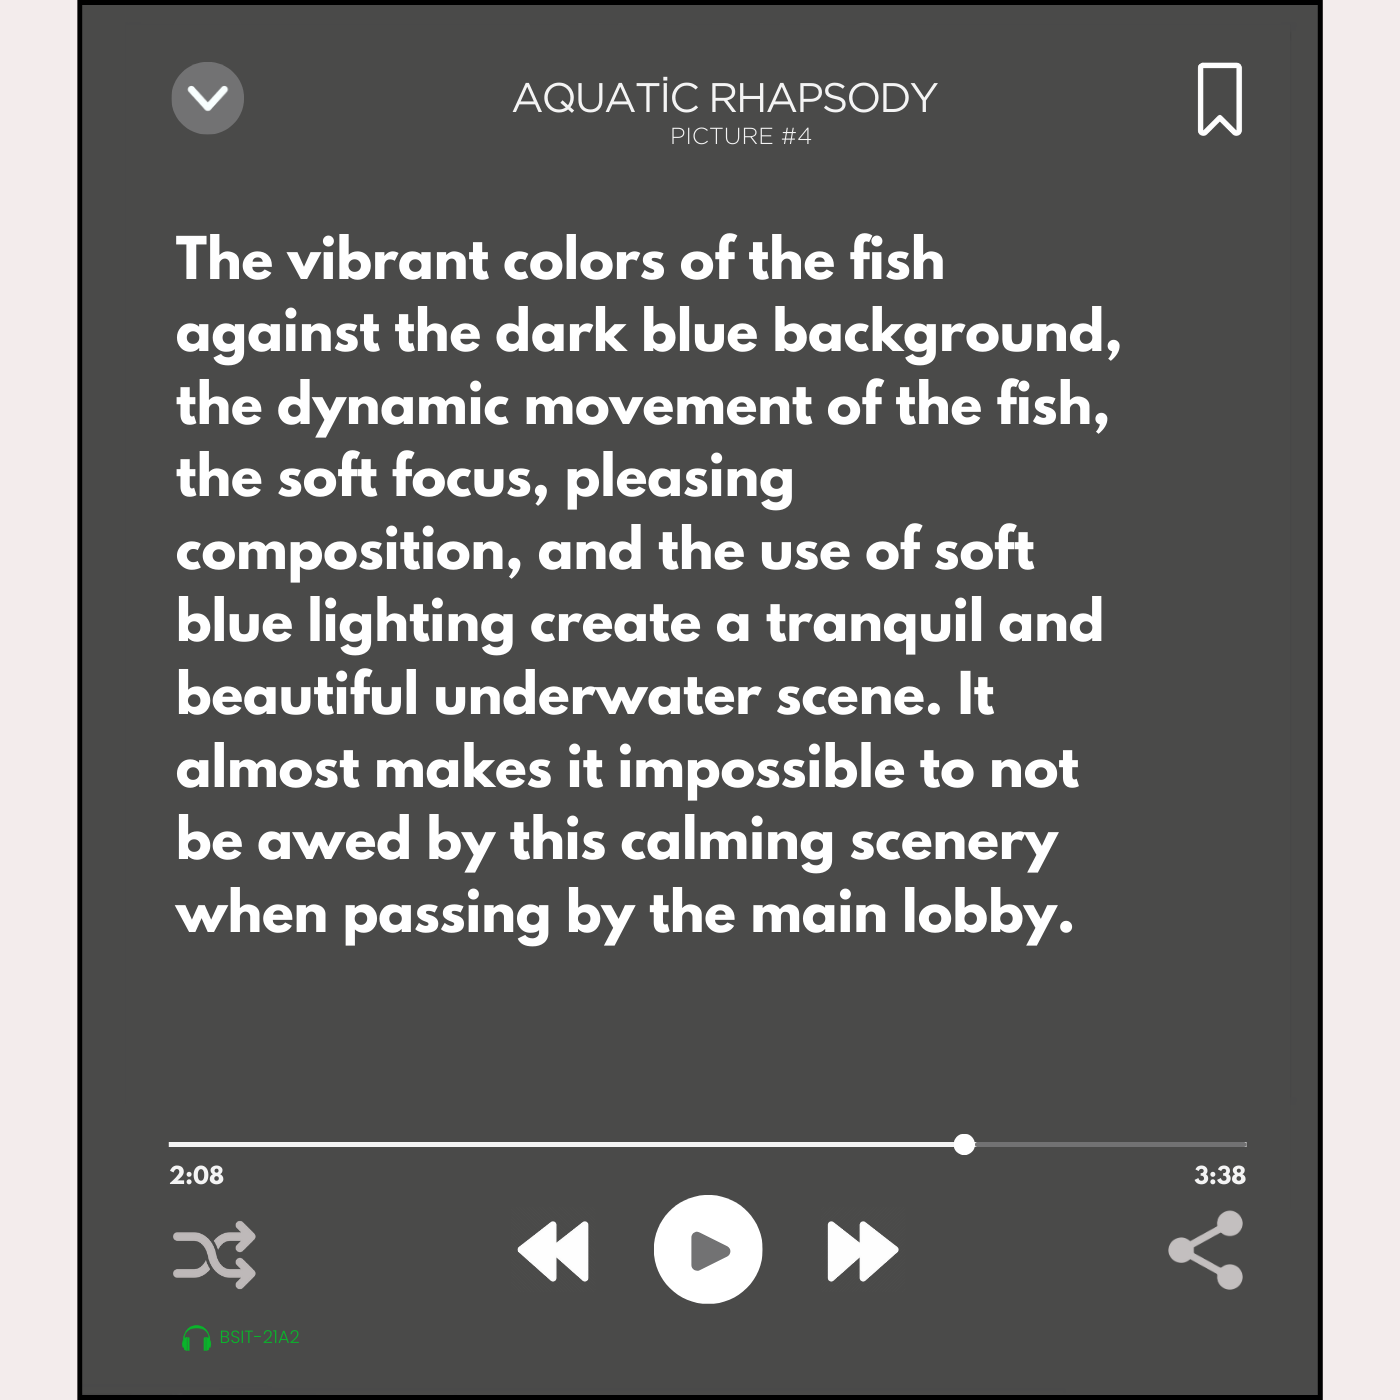 AQUATİC RHAPSODY
PICTURE #4
The vibrant colors of the fish
against the dark blue background,
the dynamic movement of the fish,
the soft focus, pleasing
composition, and the use of soft
blue lighting create a tranquil and
beautiful underwater scene. It
almost makes it impossible to not
be awed by this calming scenery
when passing by the main lobby.
2:08
3:38
BSIT-21A2